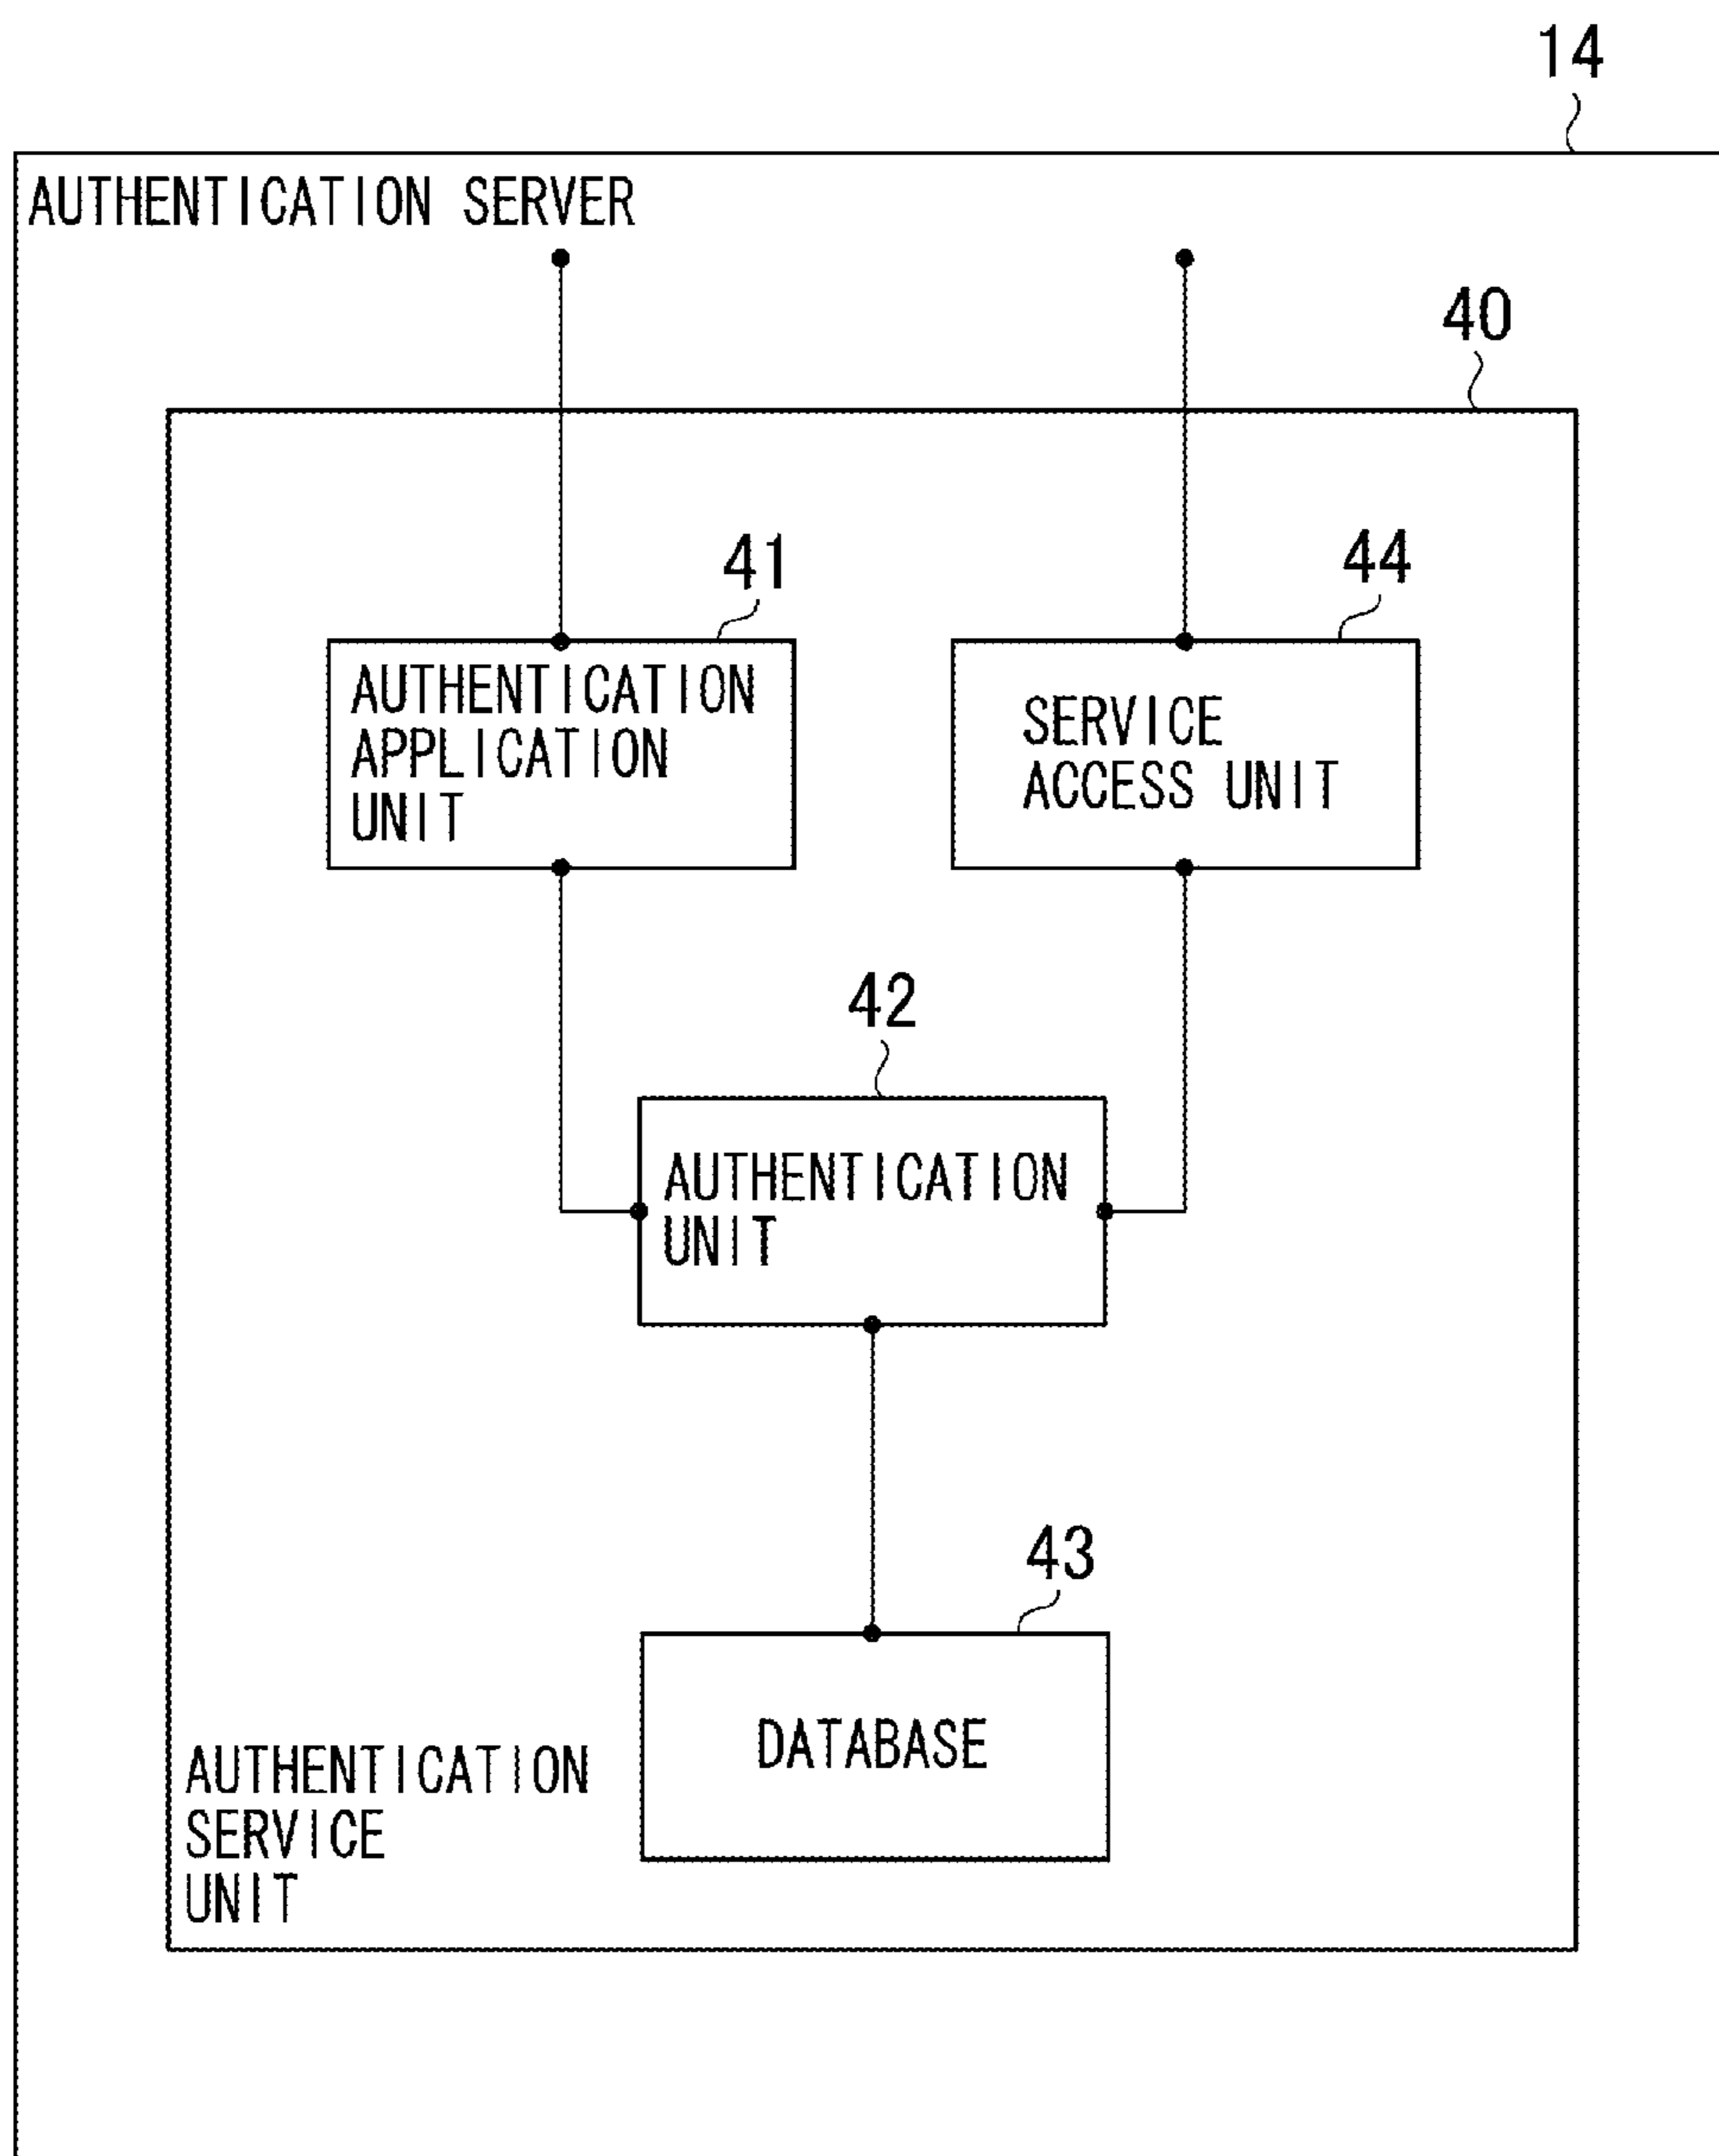 14
AUTHENTICATION SERVER
40
41
44
AUTHENTICATION
APPLICATION
UNIT
SERVICE
ACCESS UNIT
42
AUTHENTICATION
UNIT
43
DATABASE
AUTHENTICATION
SERVICE
UNIT